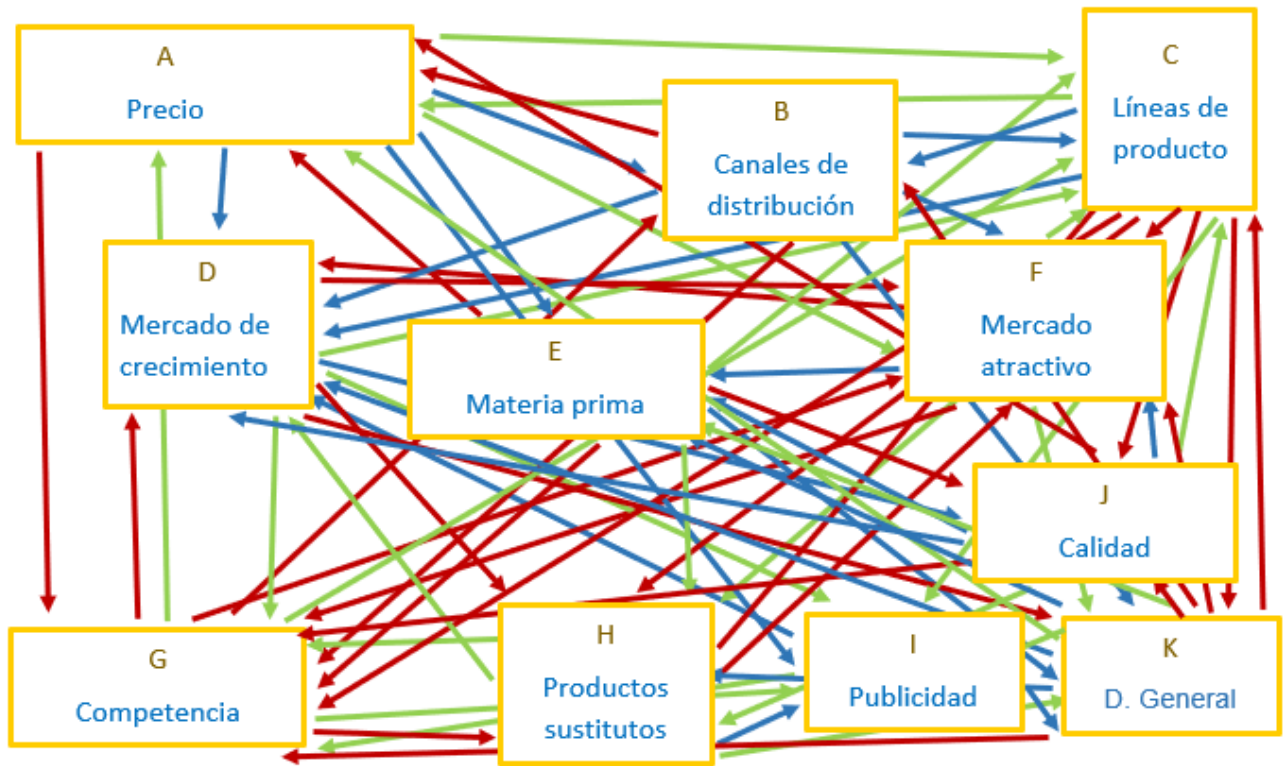 A
Precio
B
Canales de
distribución
C
Líneas de
producto
D
Mercado de
crecimiento
E
Materia prima
F
Mercado
atractivo
G
Competencia
H
Productos
sustitutos
I
Publicidad
J
Calidad
K
D. General